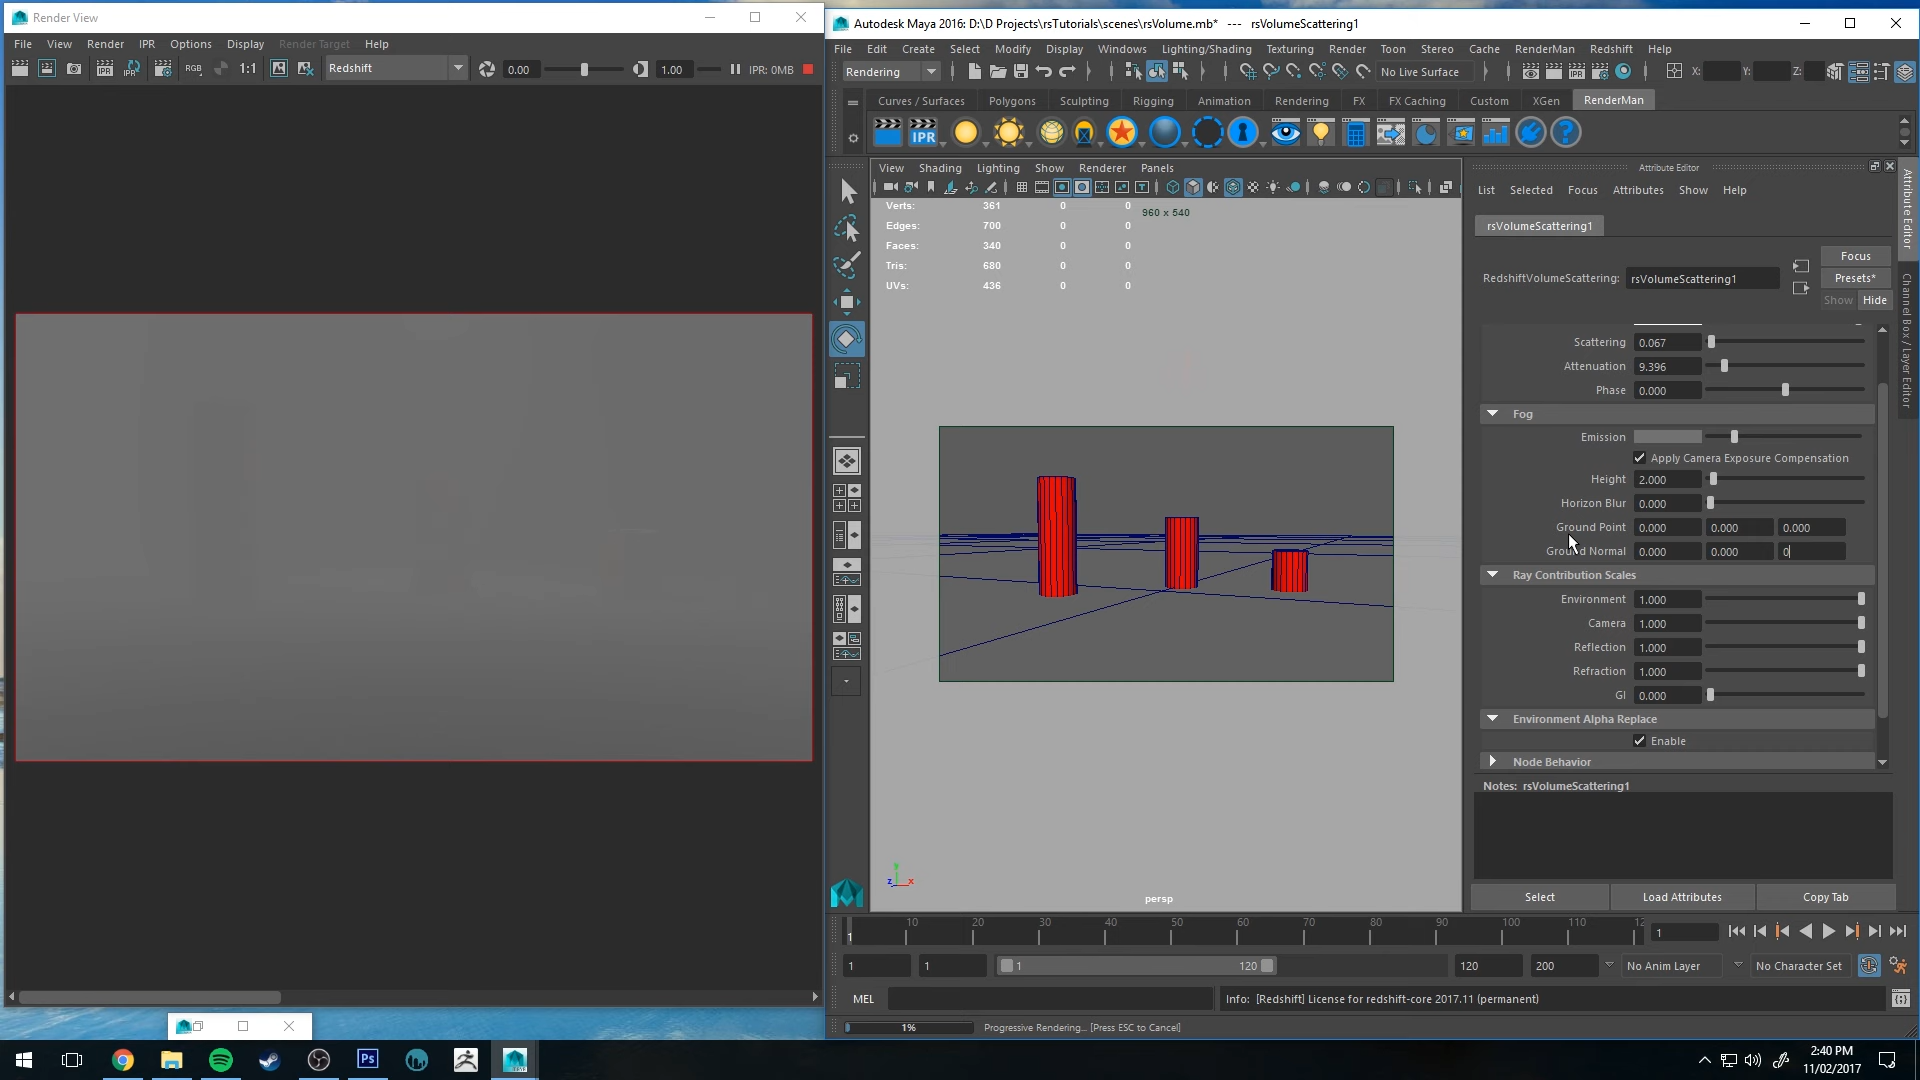 Render View
File View Render IPR Options Display Render Target Help
IPR RGB 1:1 Redshift 0.00 1.00 IPR: 0MB
Autodesk Maya 2016: D:\D Projects\rsTutorials\scenes\rsVolume.mb* --- rsVolumeScattering1
File Edit Create Select Modify Display Windows Lighting/Shading Texturing Render Toon Stereo Cache RenderMan Redshift Help
Rendering No Live Surface IPR X: Y: Z:
Curves / Surfaces Polygons Sculpting Rigging Animation Rendering FX FX Caching Custom XGen RenderMan
IPR
View Shading Lighting Show Renderer Panels
Verts: 361 0 0
Edges: 700 0 0
Faces: 340 0 0
Tris: 680 0 0
UVs: 436 0 0
960 x 540
y
z x
persp
Attribute Editor
List Selected Focus Attributes Show Help
rsVolumeScattering1
Focus
RedshiftVolumeScattering: rsVolumeScattering1 Presets*
Show Hide
Scattering 0.067
Attenuation 9.396
Phase 0.000
Fog
Emission
Apply Camera Exposure Compensation
Height 2.000
Horizon Blur 0.000
Ground Point 0.000 0.000 0.000
Ground Normal 0.000 0.000 0
Ray Contribution Scales
Environment 1.000
Camera 1.000
Reflection 1.000
Refraction 1.000
GI 0.000
Environment Alpha Replace
Enable
Node Behavior
Notes: rsVolumeScattering1
Select Load Attributes Copy Tab
Attribute Editor
Channel Box / Layer Editor
10 20 30 40 50 60 70 80 90 100 110 12
1 1
1 1 1 120 120 200 No Anim Layer No Character Set
MEL Info: [Redshift] License for redshift-core 2017.11 (permanent)
1% Progressive Rendering... [Press ESC to Cancel]
Ps
2:40 PM
11/02/2017